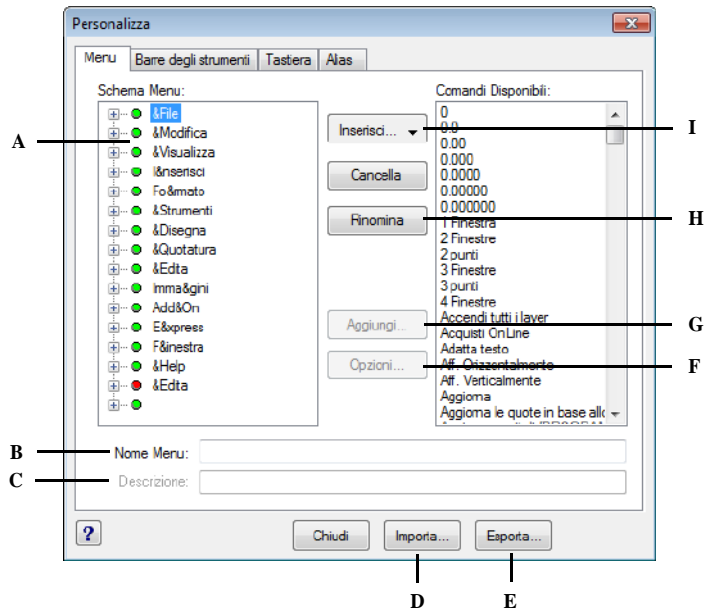 Personalizza
Menu Barre degli strumenti Tastiera Alias
Schema Menu:
&File
&Modifica
&Visualizza
I&nserisci
Fo&mato
&Strumenti
&Disegna
&Quotatura
&Edita
Imma&gini
Add&On
E&xpress
F&inestra
&Help
&Edita
Inserisci...
Cancella
Rinomina
Aggiungi...
Opzioni...
Comandi Disponibili:
0
0.0
0.00
0.000
0.0000
0.00000
0.000000
1 Finestra
2 Finestre
2 punti
3 Finestre
3 punti
4 Finestre
Accendi tutti i layer
Acquisti OnLine
Adatta testo
Aff. Orizzontalmente
Aff. Verticalmente
Aggiorna
Aggiorna le quote in base allo
Nome Menu:
Descrizione:
? Chiudi Importa... Esporta...
A
B
C
D
E
F
G
H
I